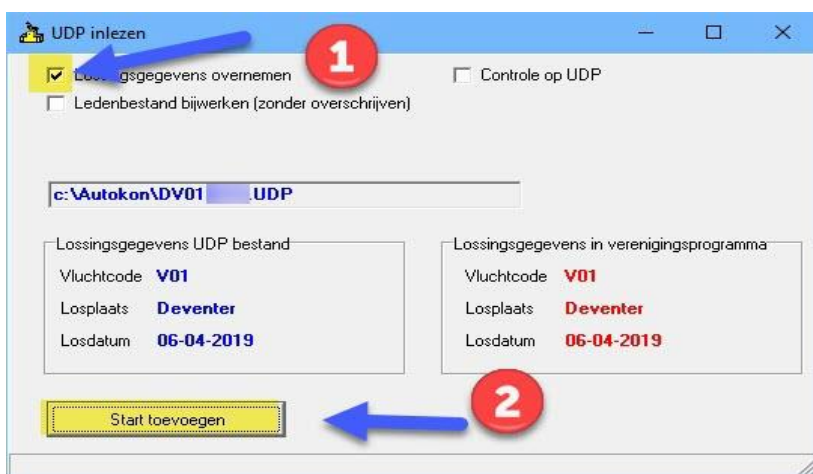 UDP inlezen
1
Lossingsgegevens overnemen
Controle op UDP
Ledenbestand bijwerken (zonder overschrijven)
c:\Autokon\DV01 .UDP
Lossingsgegevens UDP bestand
Vluchtcode V01
Losplaats Deventer
Losdatum 06-04-2019
Lossingsgegevens in verenigingsprogramma
Vluchtcode V01
Losplaats Deventer
Losdatum 06-04-2019
Start toevoegen
2